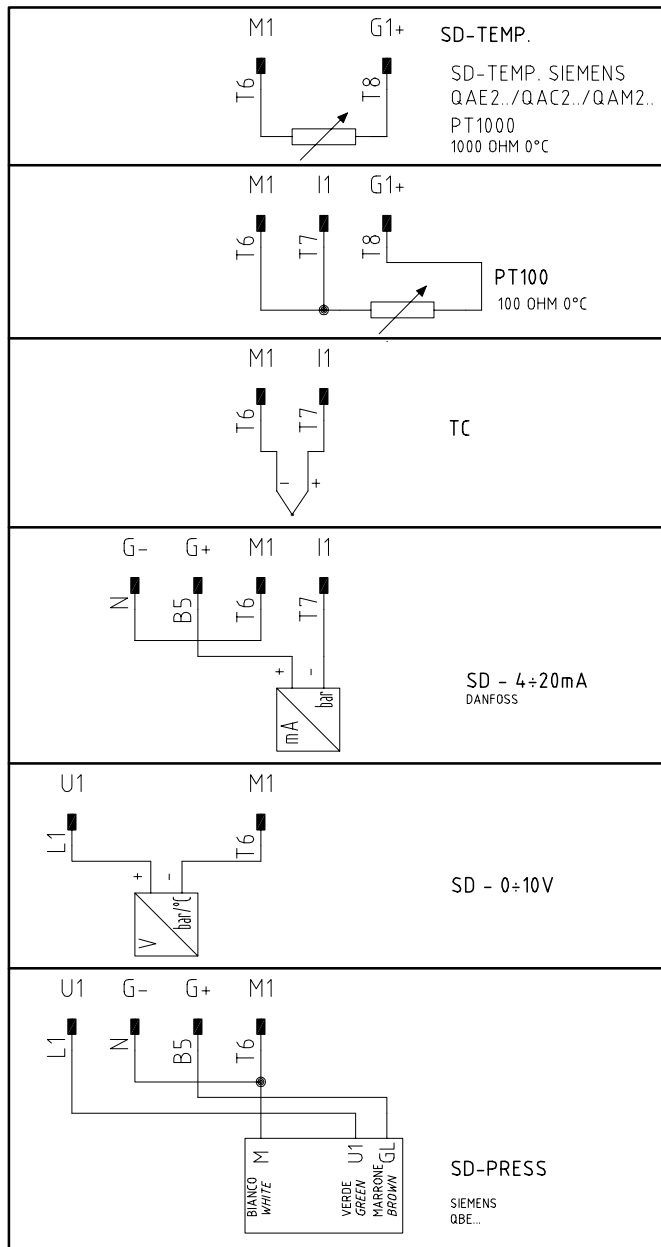 M1 G1+ SD-TEMP.
T6 T8 SD-TEMP. SIEMENS
QAE2../QAC2../QAM2..
PT1000
1000 OHM 0°C
M1 I1 G1+
T6 T7 T8
PT100
100 OHM 0°C
M1 I1
T6 T7
TC
- +
G- G+ M1 I1
N B5 T6 T7
+ -
mA bar
SD - 4÷20mA
DANFOSS
U1 M1
L1 T6
+ -
V bar/°C
SD - 0÷10V
U1 G- G+ M1
L1 N B5 T6
M U1 GL
BIANCO
WHITE
VERDE
GREEN
MARRONE
BROWN
SD-PRESS
SIEMENS
QBE...